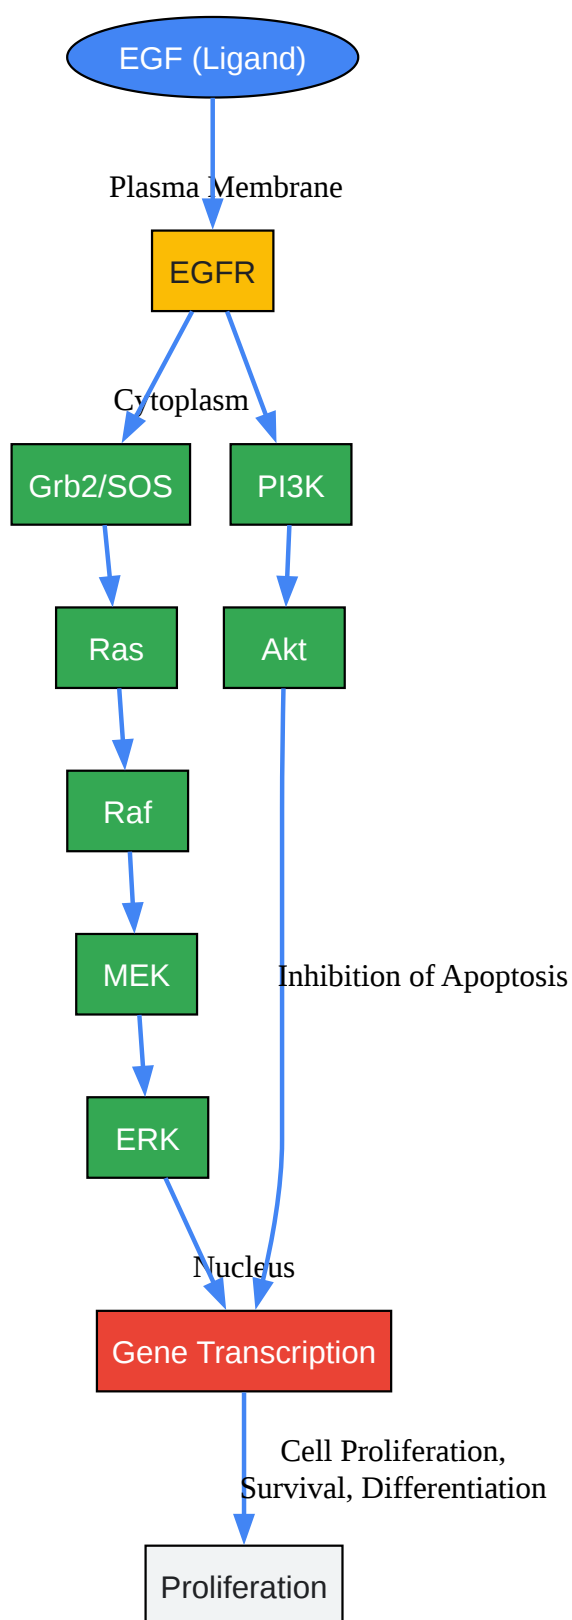 EGF (Ligand)
Plasma Membrane
EGFR
Cytoplasm
Grb2/SOS
PI3K
Ras
Akt
Raf
MEK
Inhibition of Apoptosis
ERK
Nucleus
Gene Transcription
Cell Proliferation,
Survival, Differentiation
Proliferation